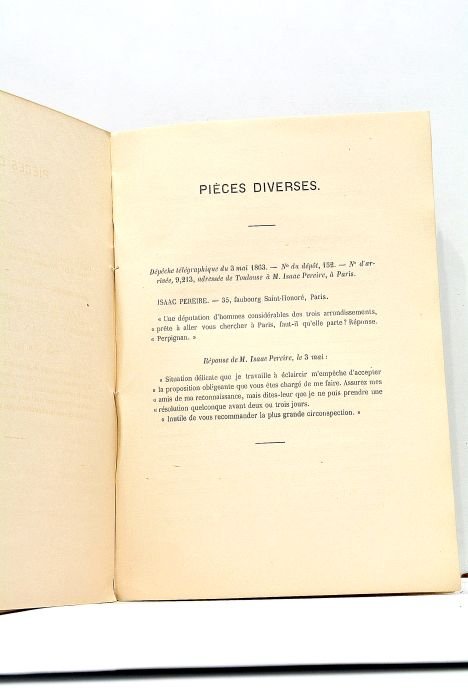 PIÈCES DIVERSES.
Dépêche télégraphique du 3 mai 1863. — N° du dépôt, 152. — N° d'ar-
rivée, 9,213, adressée de Toulouse à M. Isaac Pereire, à Paris.
ISAAC PEREIRE. — 35, faubourg Saint-Honoré, Paris.
« Une députation d'hommes considérables des trois arrondissements,
« prête à aller vous chercher à Paris, faut-il qu'elle parte? Réponse.
« Perpignan. »
Réponse de M. Isaac Pereire, le 3 mai :
« Situation délicate que je travaille à éclaircir m'empêche d'accepter
« la proposition obligeante que vous êtes chargé de me faire. Assurez mes
« amis de ma reconnaissance, mais dites-leur que je ne puis prendre une
« résolution quelconque avant deux ou trois jours.
« Inutile de vous recommander la plus grande circonspection. »